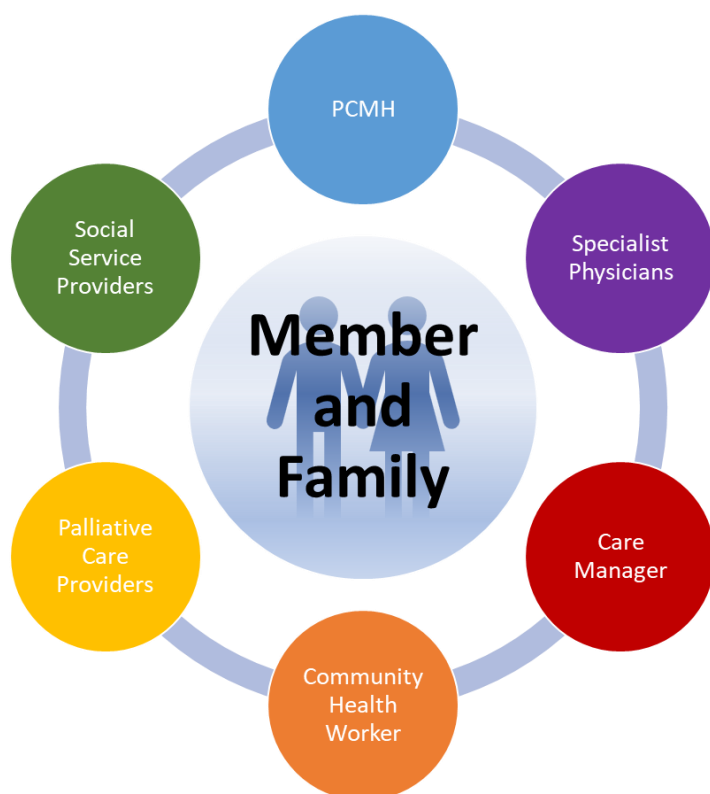 PCMH
Specialist
Physicians
Care
Manager
Community
Health
Worker
Palliative
Care
Providers
Social
Service
Providers
Member
and
Family